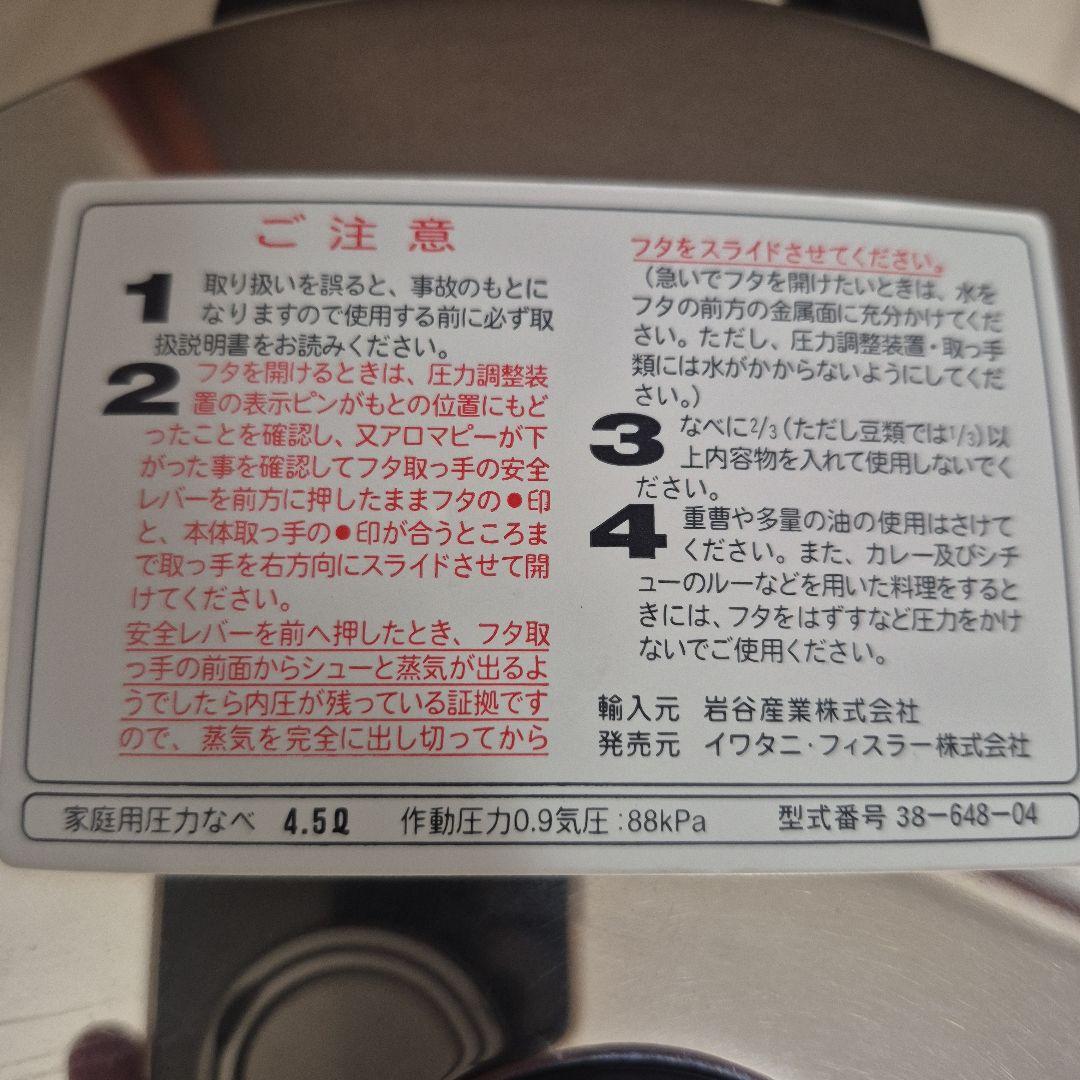 ご注意
1 取り扱いを誤ると、事故のもとに
なりますので使用する前に必ず取
扱説明書をお読みください。
2 フタを開けるときは、圧力調整装
置の表示ピンがもとの位置にもど
ったことを確認し、又アロマピーが下
がった事を確認してフタ取っ手の安全
レバーを前方に押したままフタの●印
と、本体取っ手の●印が合うところま
で取っ手を右方向にスライドさせて開
けてください。
安全レバーを前へ押したとき、フタ取
っ手の前面からシューと蒸気が出るよ
うでしたら内圧が残っている証拠です
ので、蒸気を完全に出し切ってから
フタをスライドさせてください。
（急いでフタを開けたいときは、水を
フタの前方の金属面に充分かけてくだ
さい。ただし、圧力調整装置・取っ手
類には水がかからないようにしてくだ
さい。）
3 なべに2/3（ただし豆類では1/3）以
上内容物を入れて使用しないでく
ださい。
4 重曹や多量の油の使用はさけて
ください。また、カレー及びシチ
ューのルーなどを用いた料理をすると
きには、フタをはずすなど圧力をかけ
ないでご使用ください。
輸入元 岩谷産業株式会社
発売元 イワタニ・フィスラー株式会社
家庭用圧力なべ 4.5ℓ 作動圧力0.9気圧:88kPa 型式番号 38-648-04